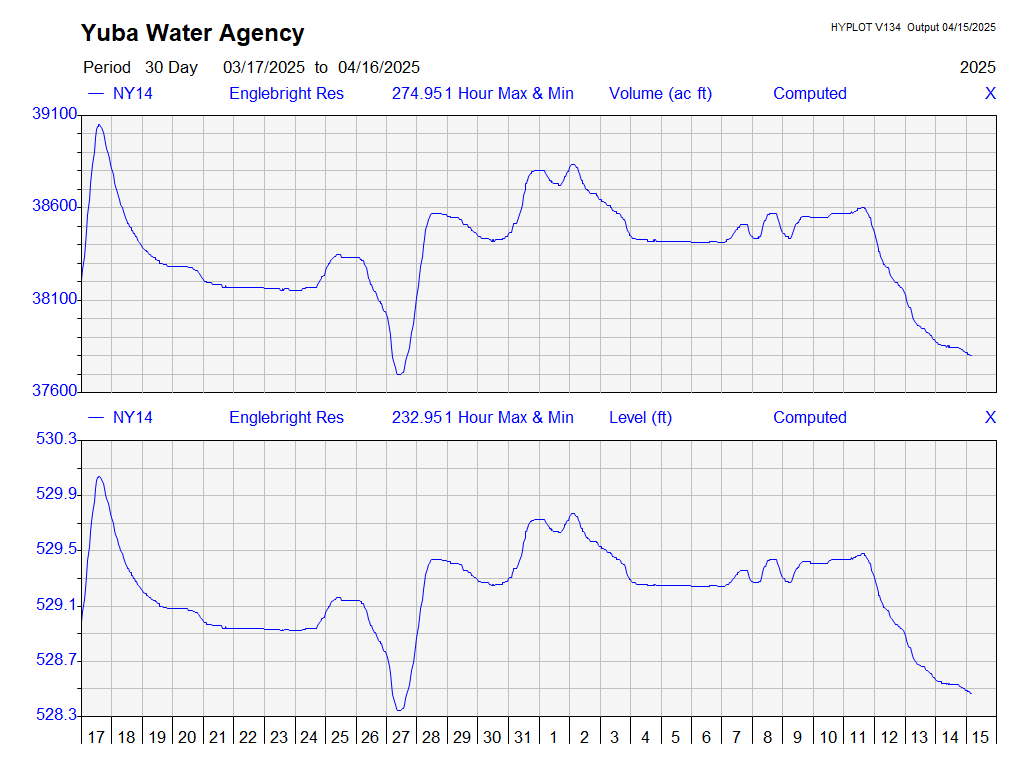 Yuba Water Agency
HYPLOT V134 Output 04/15/2025
Period 30 Day 03/17/2025 to 04/16/2025 2025
NY14 Englebright Res 274.951 Hour Max & Min Volume (ac ft) Computed X
39100
38600
38100
37600
NY14 Englebright Res 232.951 Hour Max & Min Level (ft) Computed X
530.3
529.9
529.5
529.1
528.7
528.3
17 18 19 20 21 22 23 24 25 26 27 28 29 30 31 1 2 3 4 5 6 7 8 9 10 11 12 13 14 15